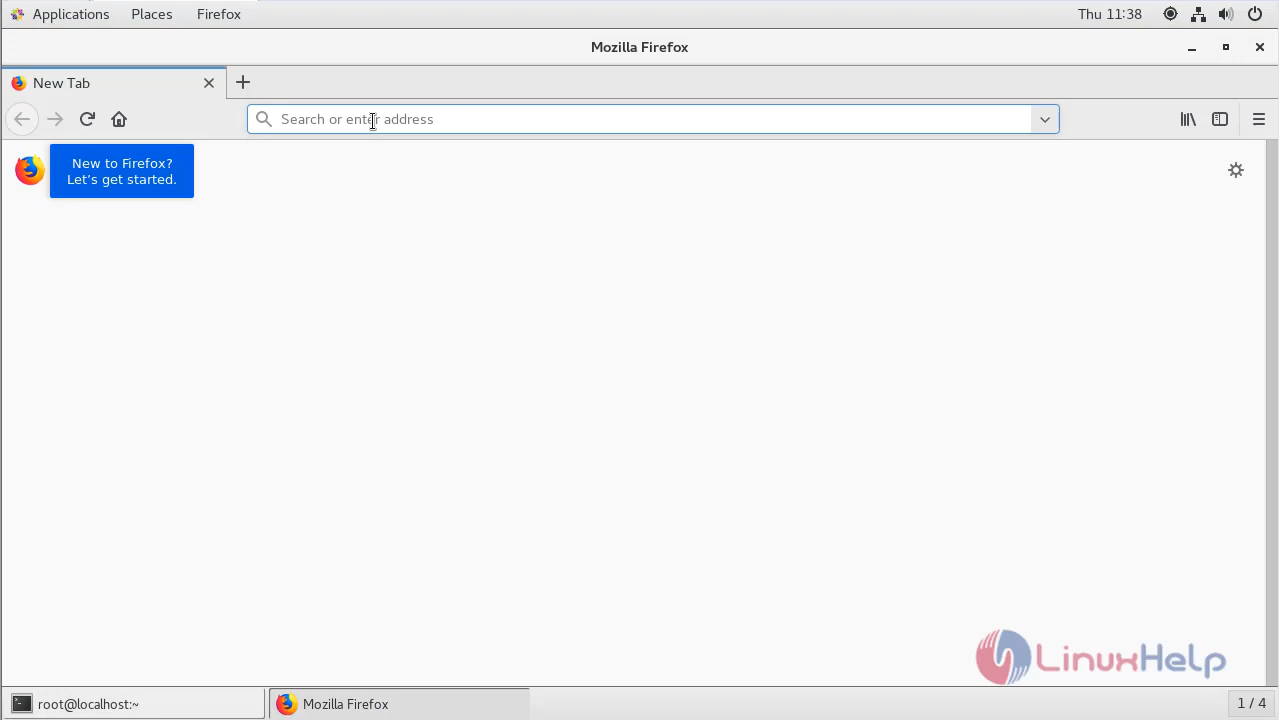 Applications Places Firefox Thu 11:38
Mozilla Firefox
New Tab
Search or enter address
New to Firefox?
Let's get started.
LinuxHelp
root@localhost:~ Mozilla Firefox 1 / 4